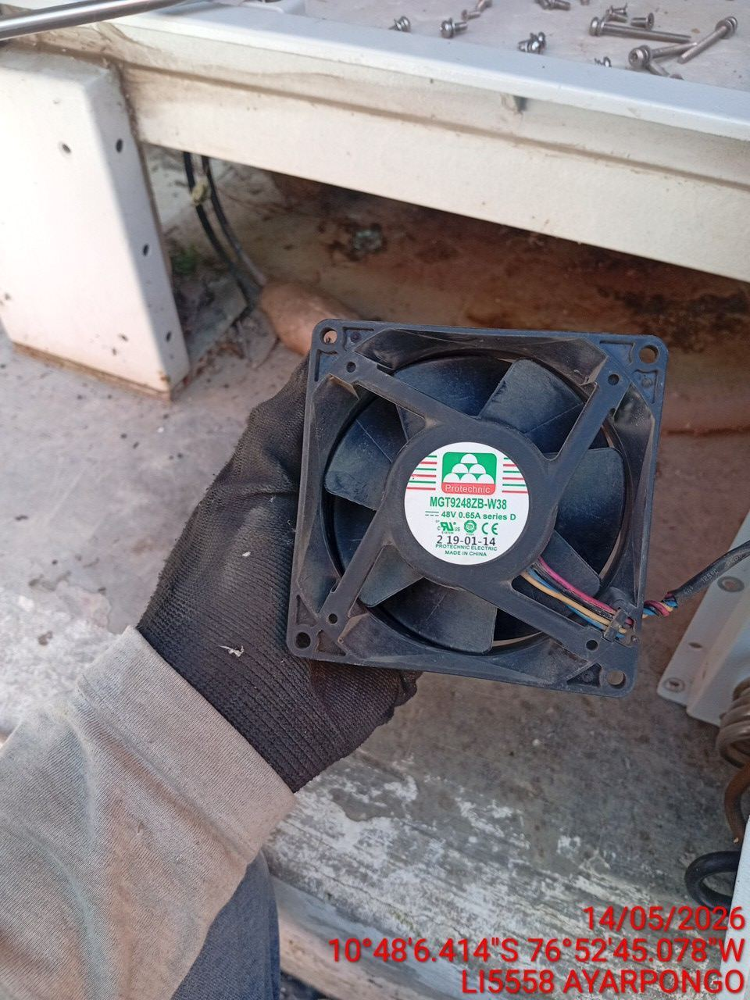 Protechnic
MGT9248ZB-W38
48V 0.65A series D
c US
CE
2 19-01-14
PROTECHNIC ELECTRIC
MADE IN CHINA
14/05/2026
10°48'6.414"S 76°52'45.078"W
LI5558 AYARPONGO